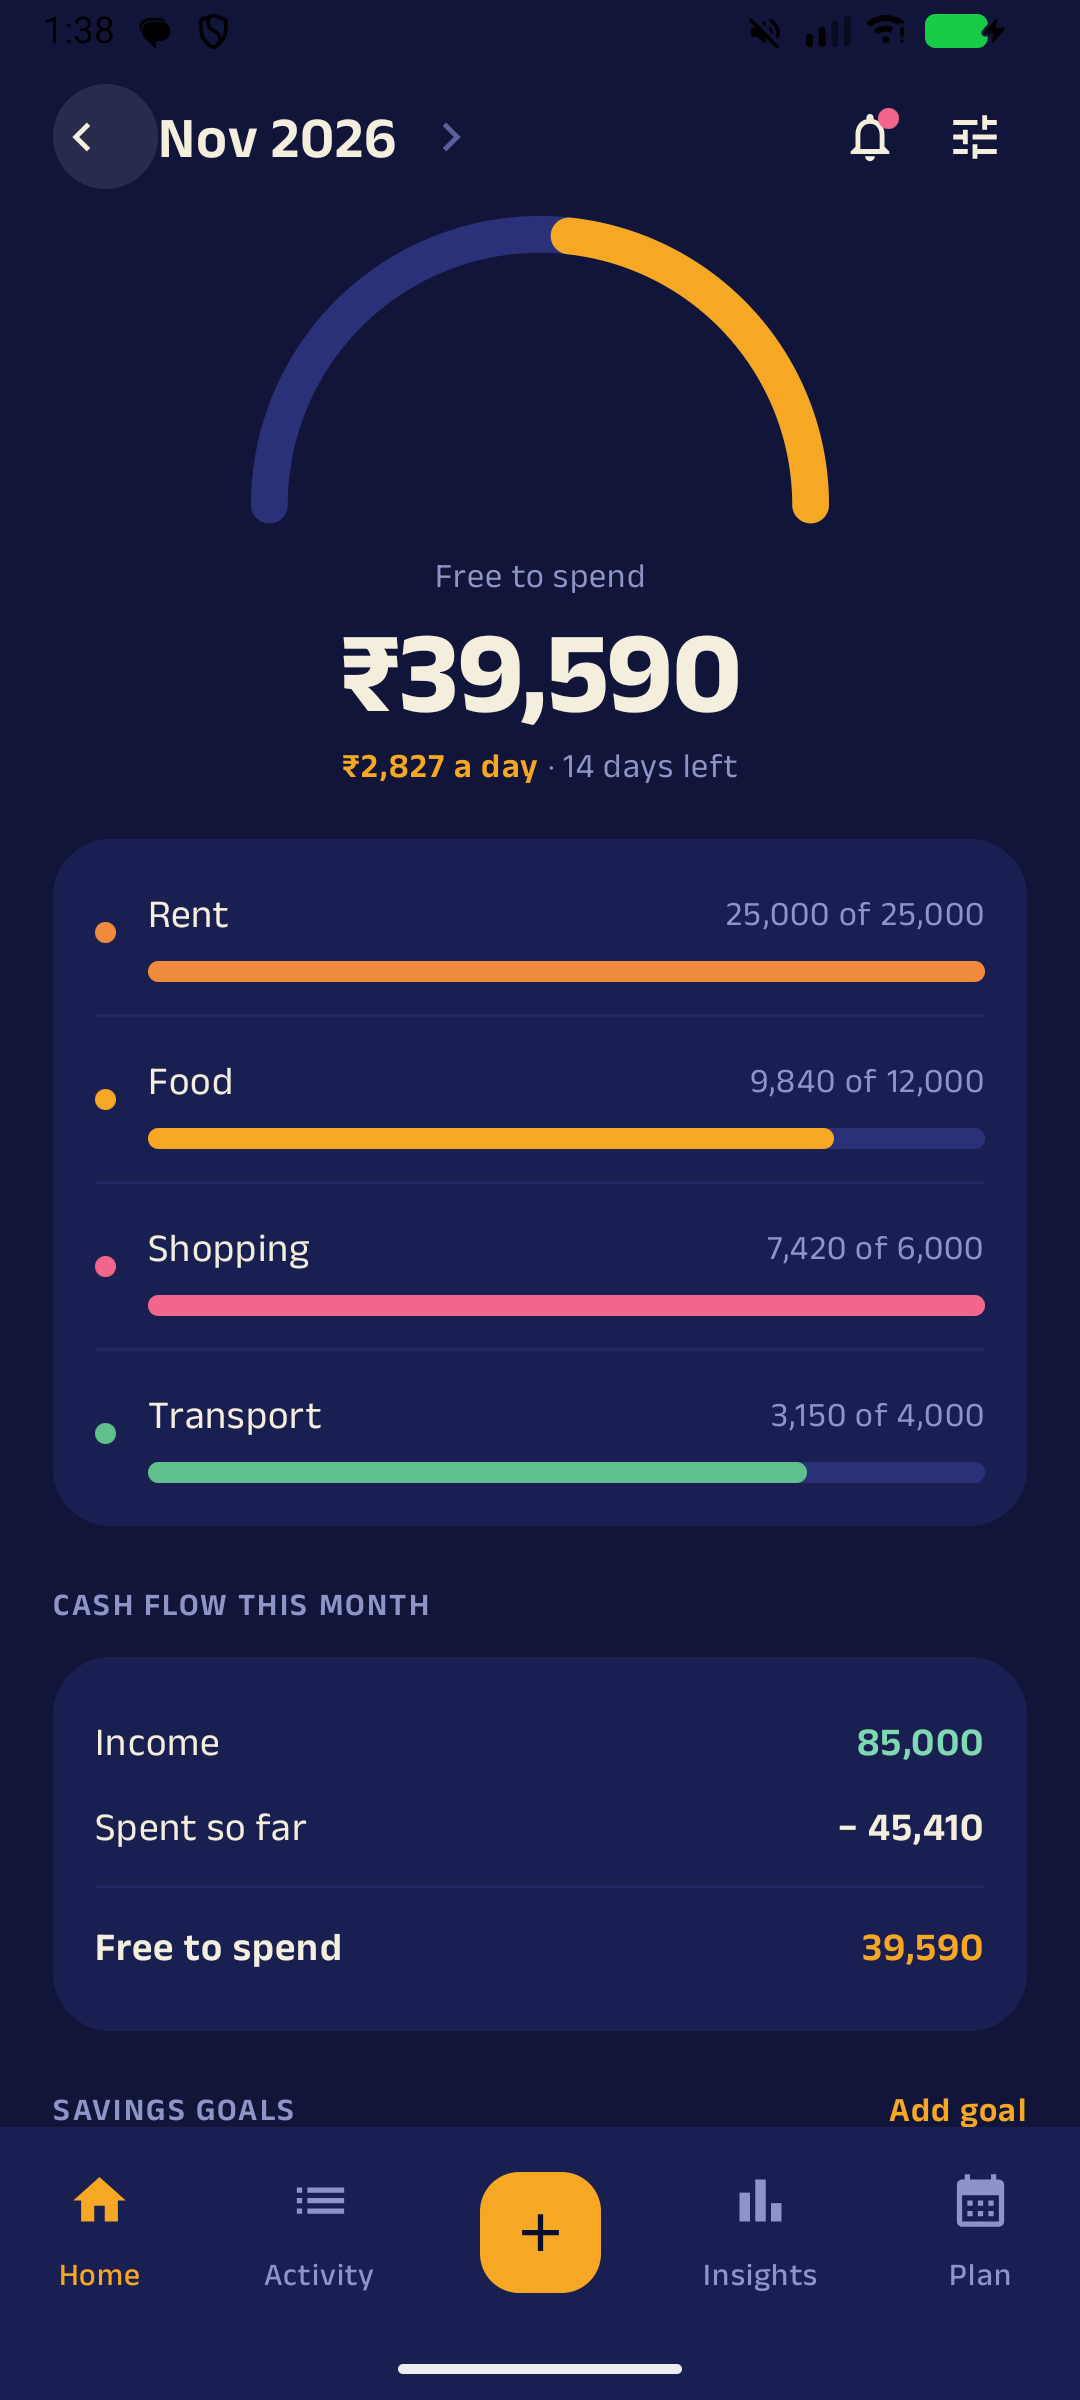 1:38
Nov 2026
Free to spend
₹39,590
₹2,827 a day · 14 days left
Rent 25,000 of 25,000
Food 9,840 of 12,000
Shopping 7,420 of 6,000
Transport 3,150 of 4,000
CASH FLOW THIS MONTH
Income 85,000
Spent so far − 45,410
Free to spend 39,590
SAVINGS GOALS Add goal
Home Activity Insights Plan